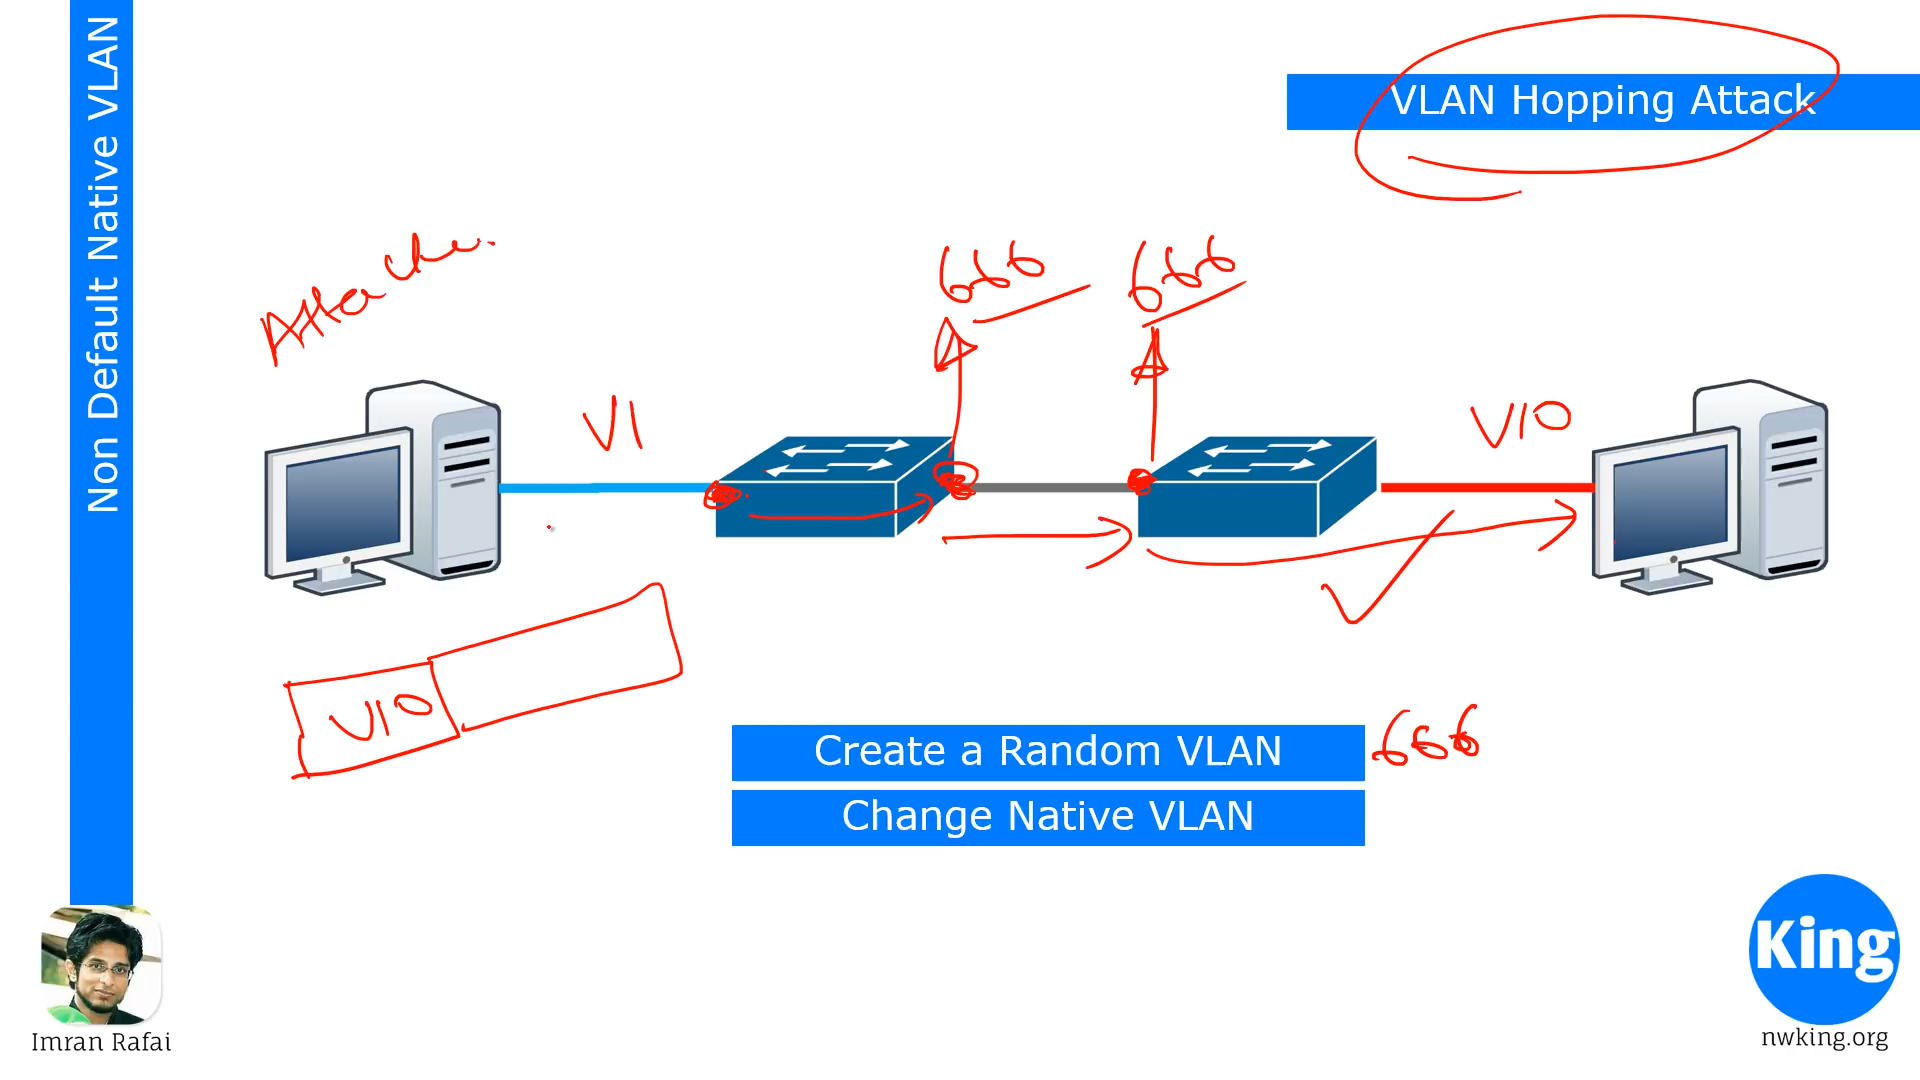 Non Default Native VLAN
VLAN Hopping Attack
666
666
V1
V10
V10
Create a Random VLAN
666
Change Native VLAN
Imran Rafai
King
nwking.org